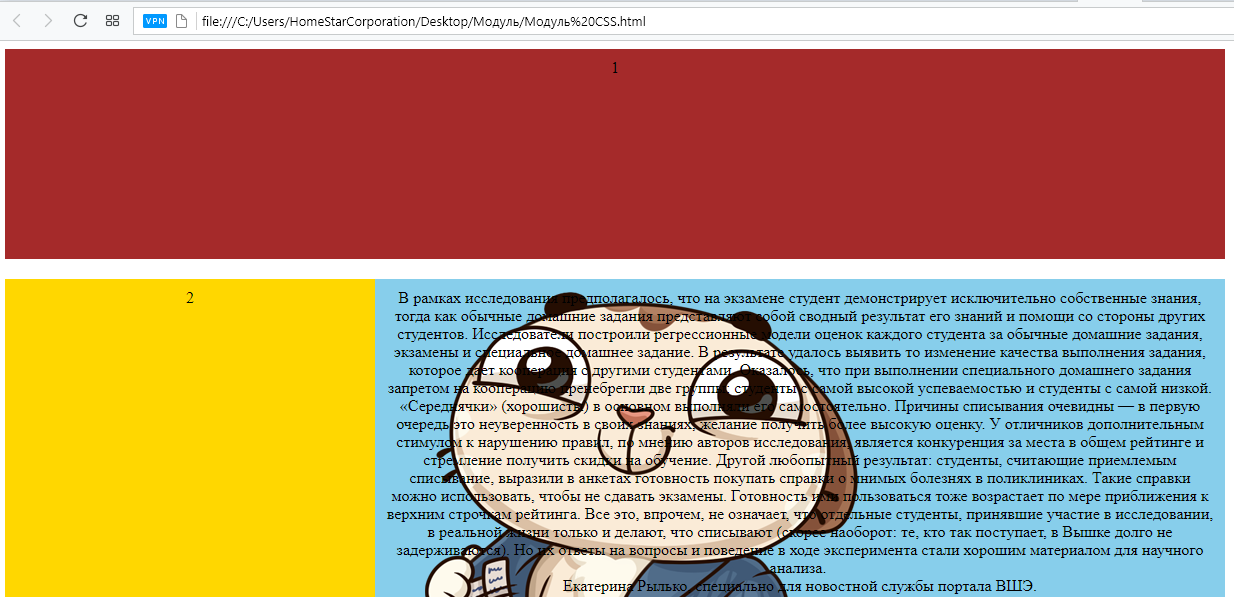 VPN file:///C:/Users/HomeStarCorporation/Desktop/Модуль/Модуль%20CSS.html
1
2
В рамках исследования предполагалось, что на экзамене студент демонстрирует исключительно собственные знания,
тогда как обычные домашние задания представляют собой сводный результат его знаний и помощи со стороны других
студентов. Исследователи построили регрессионные модели оценок каждого студента за обычные домашние задания,
экзамены и специальное домашнее задание. В результате удалось выявить то изменение качества выполнения задания,
которое дает кооперация с другими студентами. Оказалось, что при выполнении специального домашнего задания
запретом на кооперацию пренебрегли две группы: студенты с самой высокой успеваемостью и студенты с самой низкой.
«Середнячки» (хорошисты) в основном выполняли его самостоятельно. Причины списывания очевидны — в первую
очередь это неуверенность в своих знаниях, желание получить более высокую оценку. У отличников дополнительным
стимулом к нарушению правил, по мнению авторов исследования, является конкуренция за места в общем рейтинге и
стремление получить скидки на обучение. Другой любопытный результат: студенты, считающие приемлемым
списывание, выразили в анкетах готовность покупать справки о мнимых болезнях в поликлиниках. Такие справки
можно использовать, чтобы не сдавать экзамены. Готовность ими пользоваться тоже возрастает по мере приближения к
верхним строчкам рейтинга. Все это, впрочем, не означает, что отдельные студенты, принявшие участие в исследовании,
в реальной жизни только и делают, что списывают (скорее наоборот: те, кто так поступает, в Вышке долго не
задерживаются). Но их ответы на вопросы и поведение в ходе эксперимента стали хорошим материалом для научного
анализа.
Екатерина Рылько, специально для новостной службы портала ВШЭ.